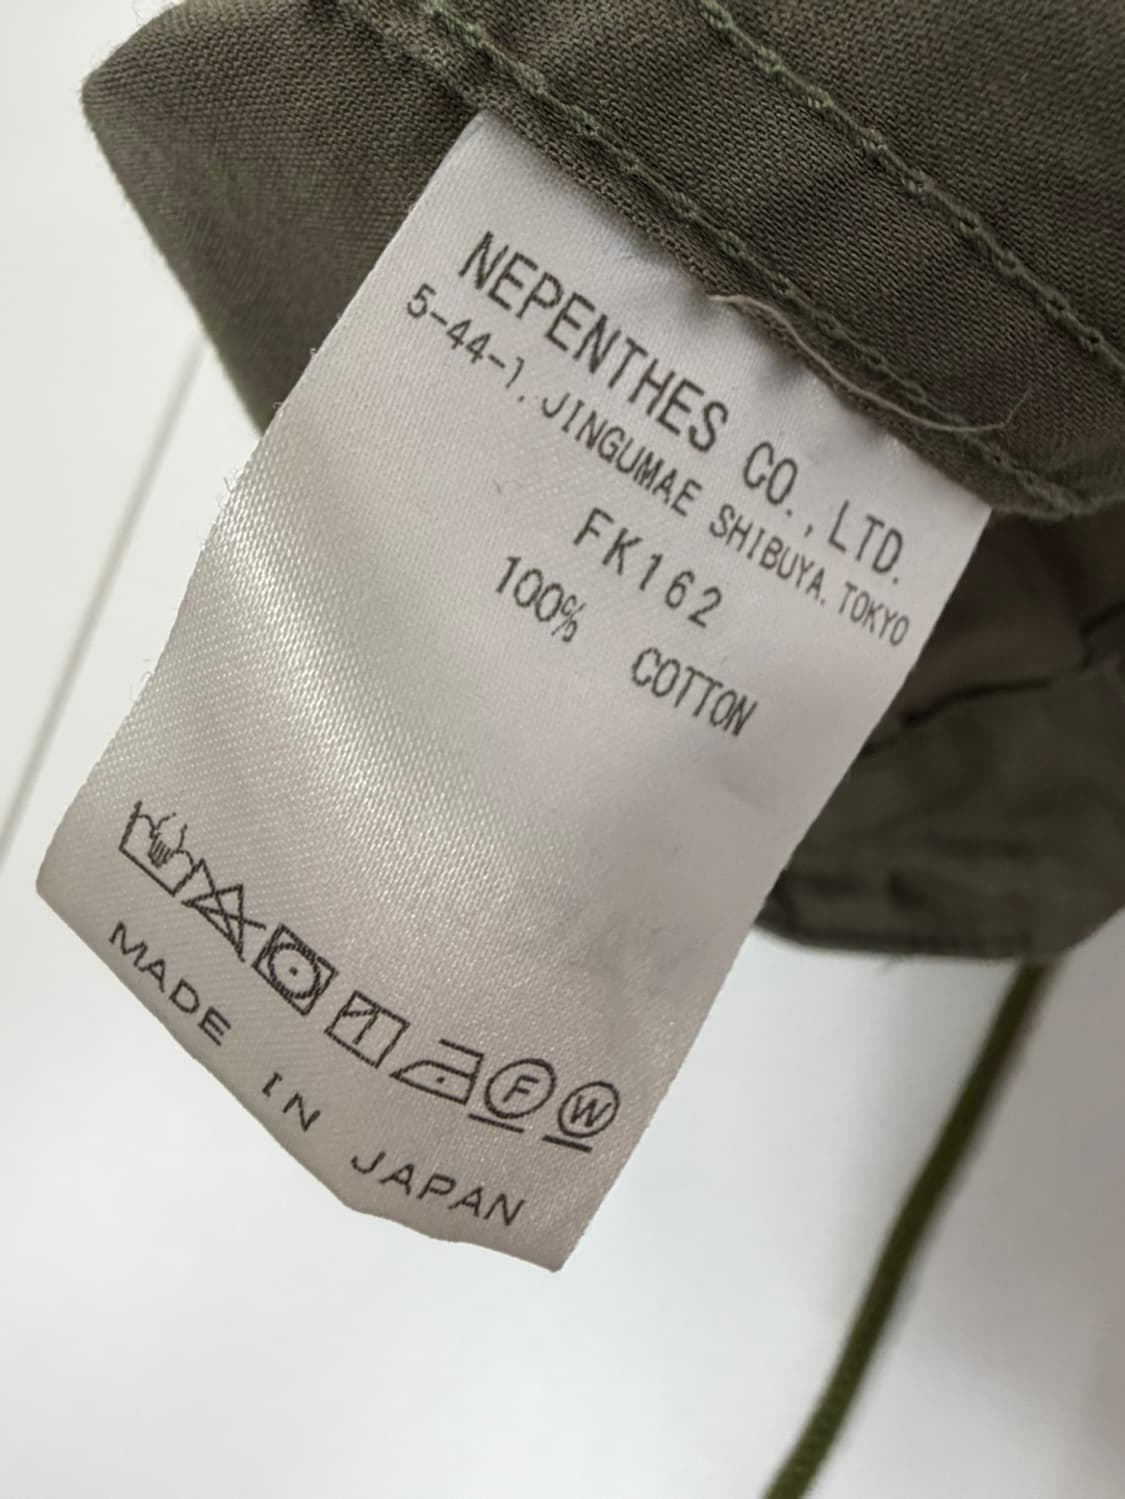 NEPENTHES CO., LTD.
5-44-1, JINGUMAE SHIBUYA. TOKYO
FK162
100% COTTON
F W
MADE IN JAPAN